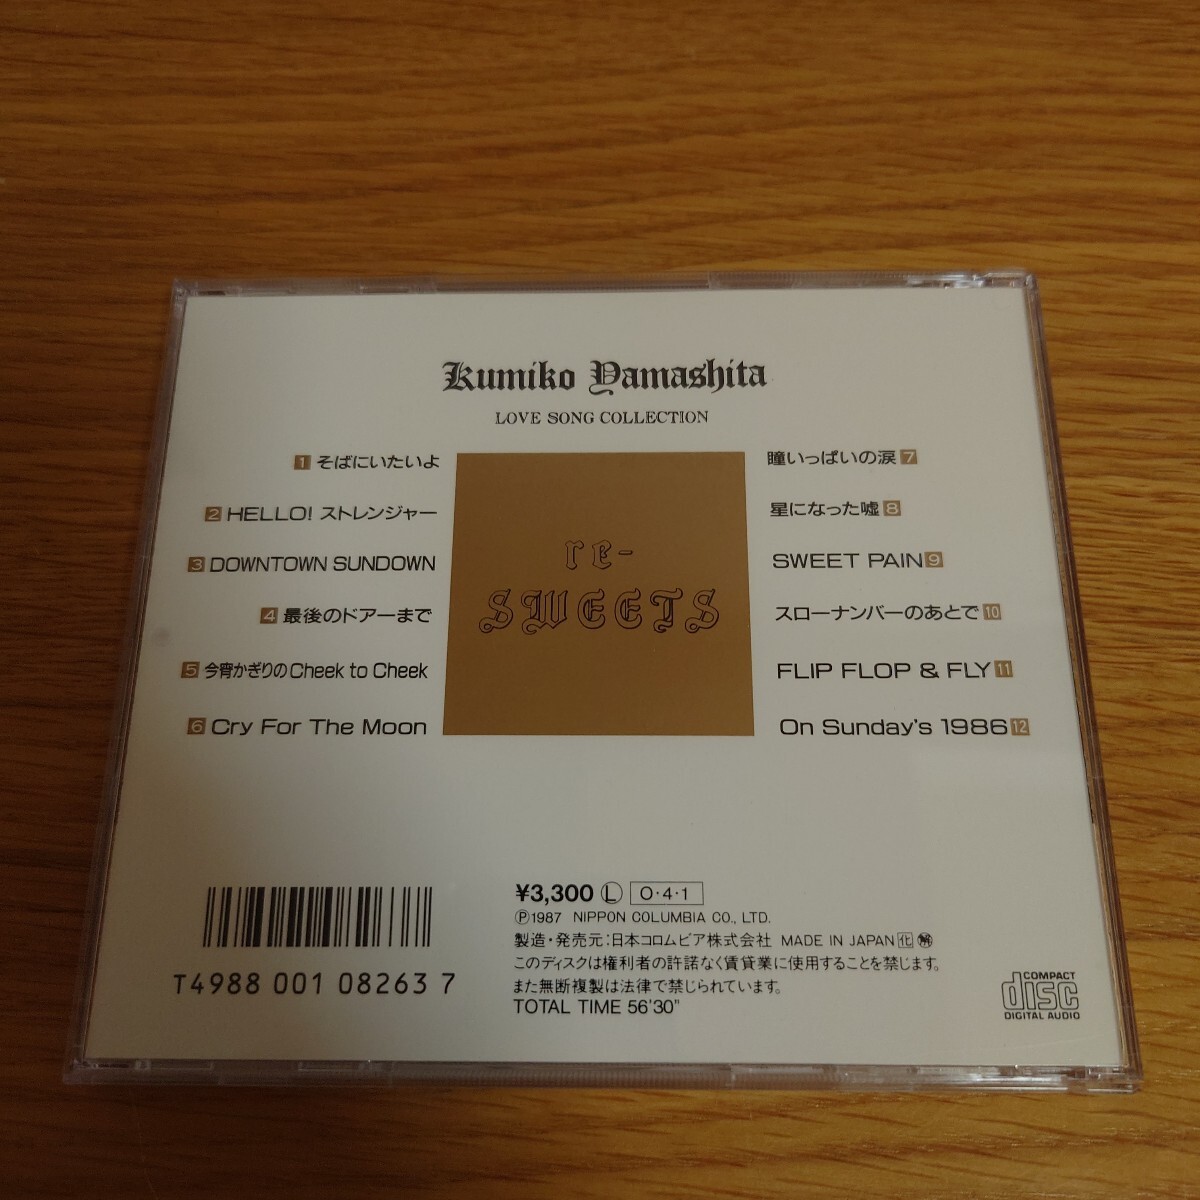 Kumiko Yamashita
LOVE SONG COLLECTION
1 そばにいたいよ
2 HELLO! ストレンジャー
3 DOWNTOWN SUNDOWN
4 最後のドアーまで
5 今宵かぎりのCheek to Cheek
6 Cry For The Moon
re-
SWEETS
瞳いっぱいの涙 7
星になった嘘 8
SWEET PAIN 9
スローナンバーのあとで 10
FLIP FLOP & FLY 11
On Sunday's 1986 12
T4988 001 08263 7
¥3,300 Ⓛ O・4・1
Ⓟ1987 NIPPON COLUMBIA CO., LTD.
製造・発売元:日本コロムビア株式会社 MADE IN JAPAN 化
このディスクは権利者の許諾なく賃貸業に使用することを禁じます。
また無断複製は法律で禁じられています。
TOTAL TIME 56'30"
COMPACT
disc
DIGITAL AUDIO